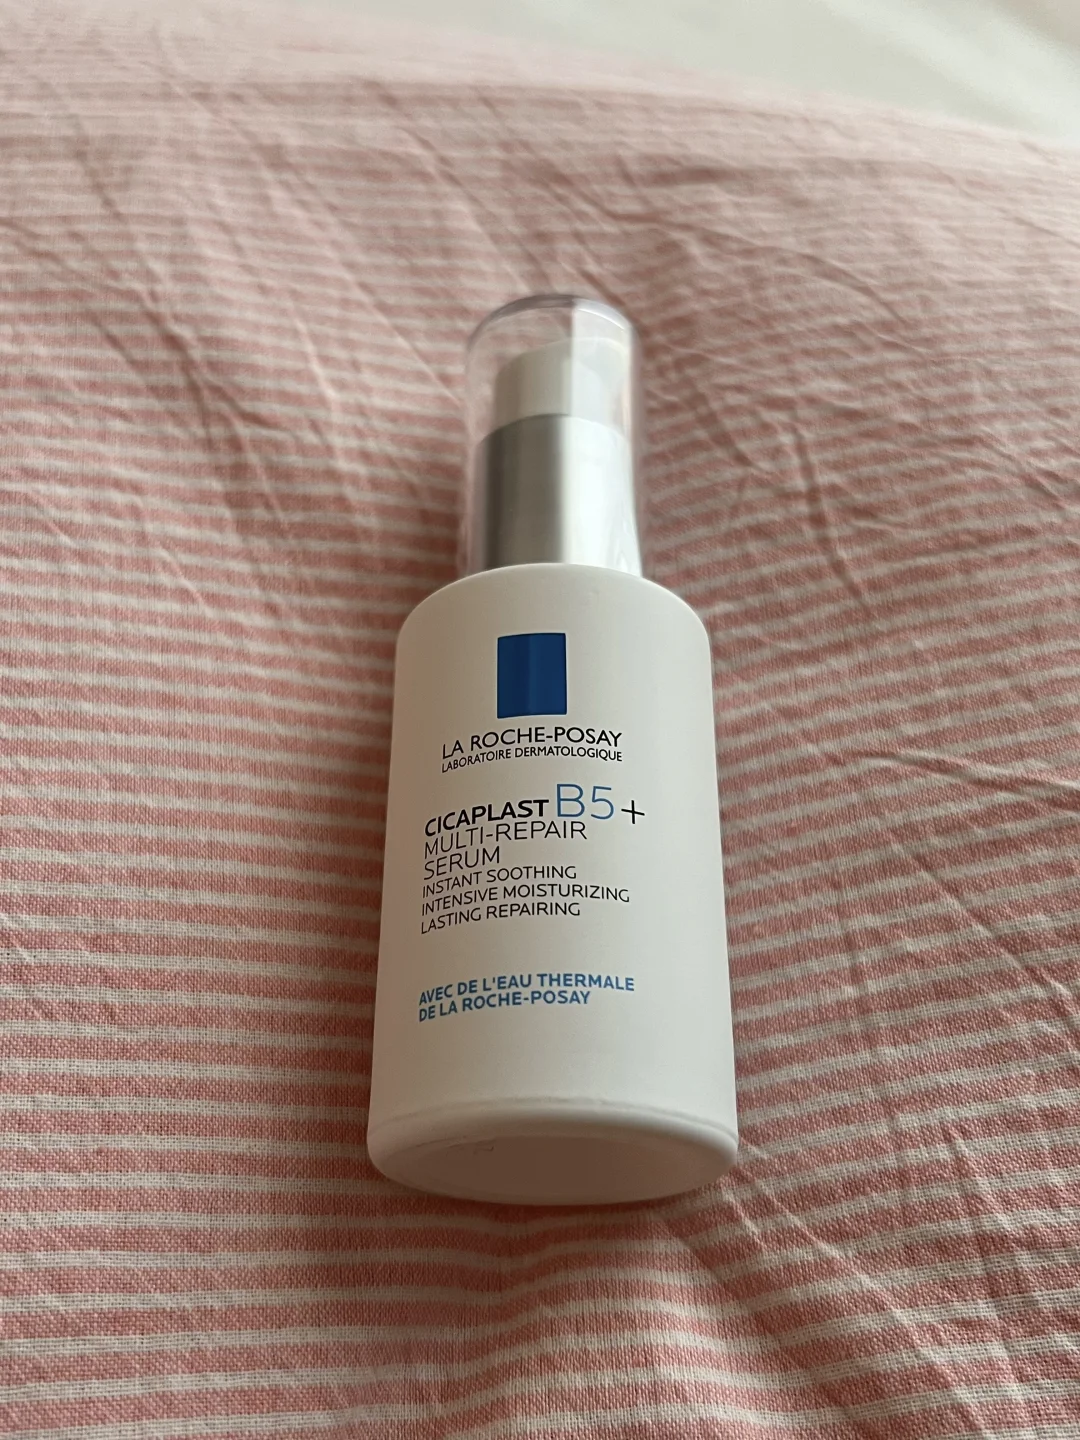 LA ROCHE-POSAY
LABORATOIRE DERMATOLOGIQUE
CICAPLAST B5+
MULTI-REPAIR
SERUM
INSTANT SOOTHING
INTENSIVE MOISTURIZING
LASTING REPAIRING
AVEC DE L'EAU THERMALE
DE LA ROCHE-POSAY